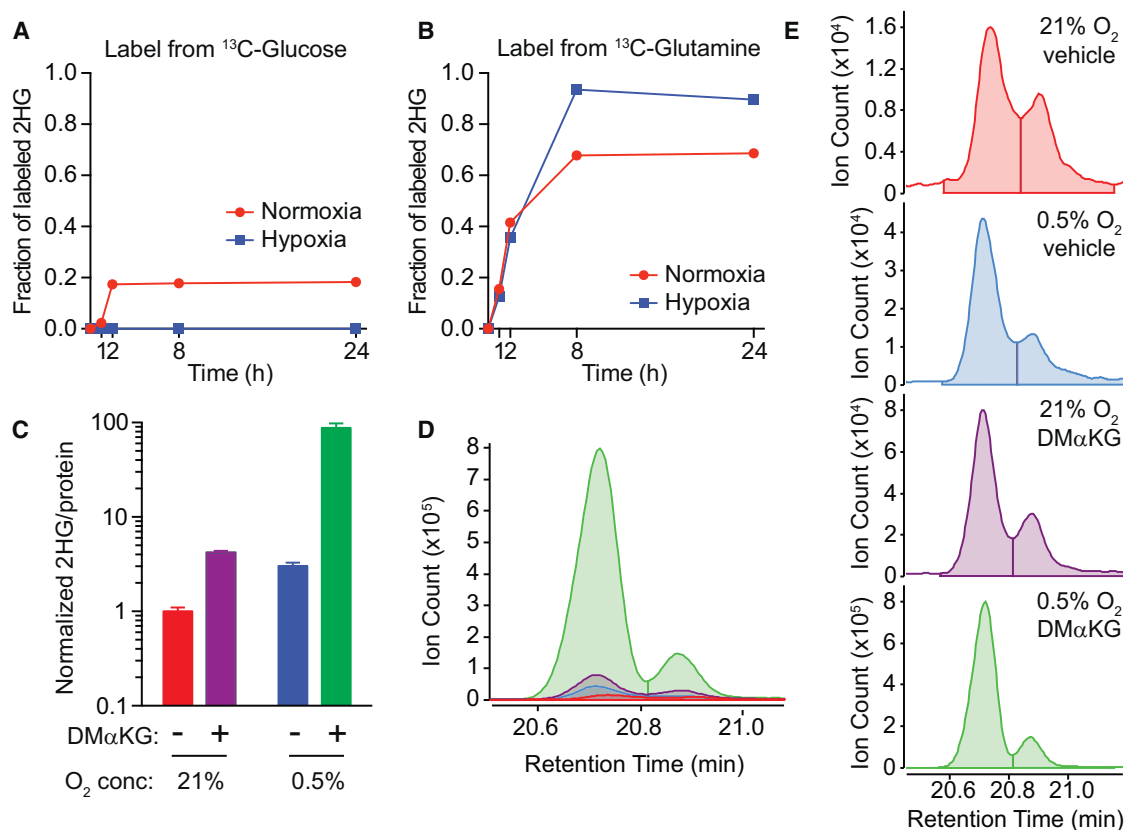 A
Label from ¹³C-Glucose
Fraction of labeled 2HG
1.0
0.8
0.6
0.4
0.2
0.0
Normoxia
Hypoxia
12 8 24
Time (h)
B
Label from ¹³C-Glutamine
Fraction of labeled 2HG
1.0
0.8
0.6
0.4
0.2
0.0
Normoxia
Hypoxia
12 8 24
Time (h)
C
Normalized 2HG/protein
100
10
1
0.1
DMαKG: - + - +
O₂ conc: 21% 0.5%
D
Ion Count (x10⁵)
8
7
6
5
4
3
2
1
0
20.6 20.8 21.0
Retention Time (min)
E
21% O₂
vehicle
Ion Count (x10⁴)
1.6
1.2
0.8
0.4
0
0.5% O₂
vehicle
Ion Count (x10⁴)
4
3
2
1
0
21% O₂
DMαKG
Ion Count (x10⁴)
8
6
4
2
0
0.5% O₂
DMαKG
Ion Count (x10⁵)
8
6
4
2
0
20.6 20.8 21.0
Retention Time (min)